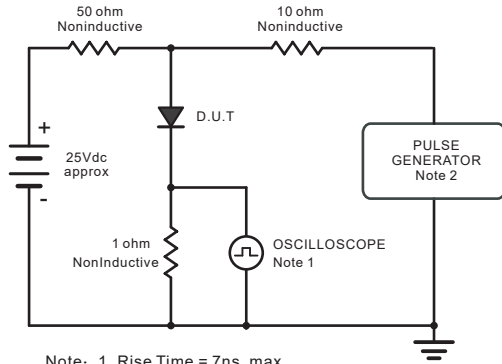 50 ohm
Noninductive
10 ohm
Noninductive
D.U.T
+
25Vdc
approx
-
PULSE
GENERATOR
Note 2
1 ohm
NonInductive
OSCILLOSCOPE
Note 1
Note: 1. Rise Time = 7ns, max.